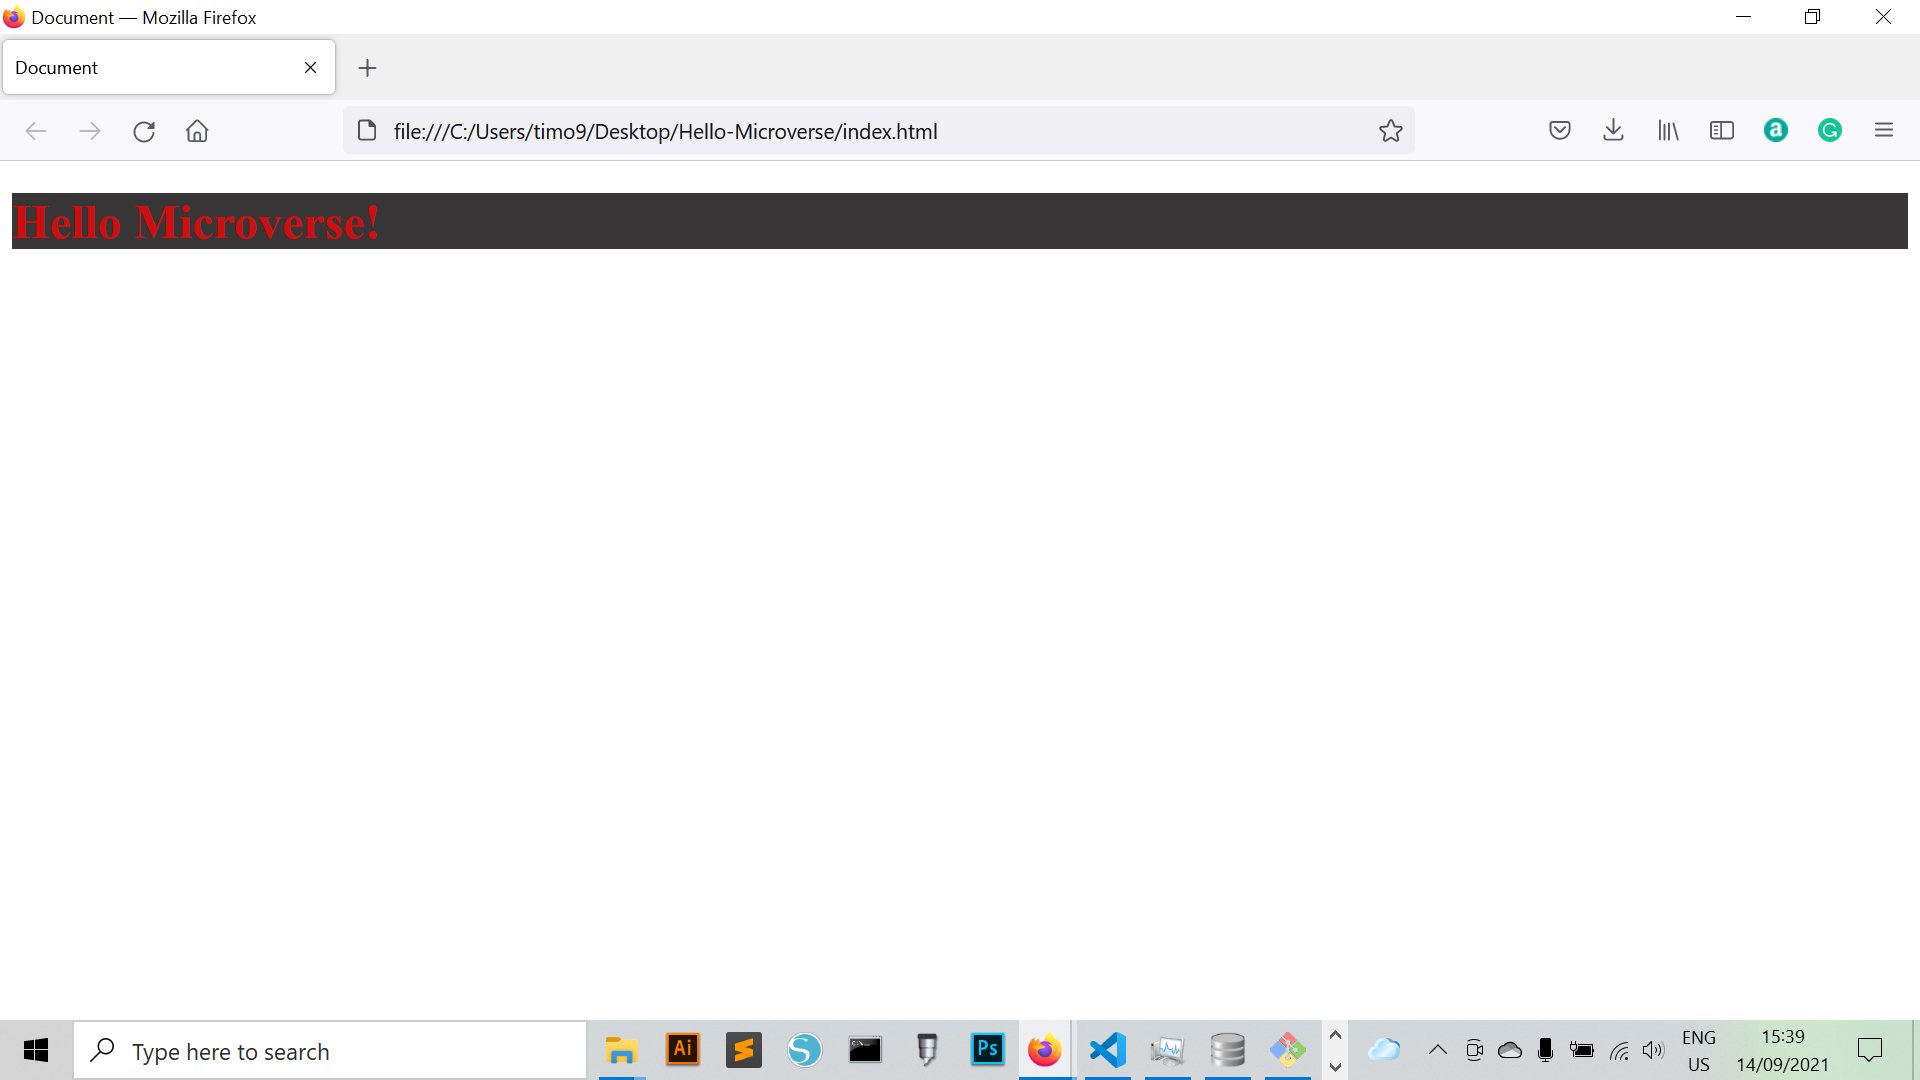 Document — Mozilla Firefox
Document
file:///C:/Users/timo9/Desktop/Hello-Microverse/index.html
Hello Microverse!
Type here to search
Ai
Ps
ENG
US
15:39
14/09/2021